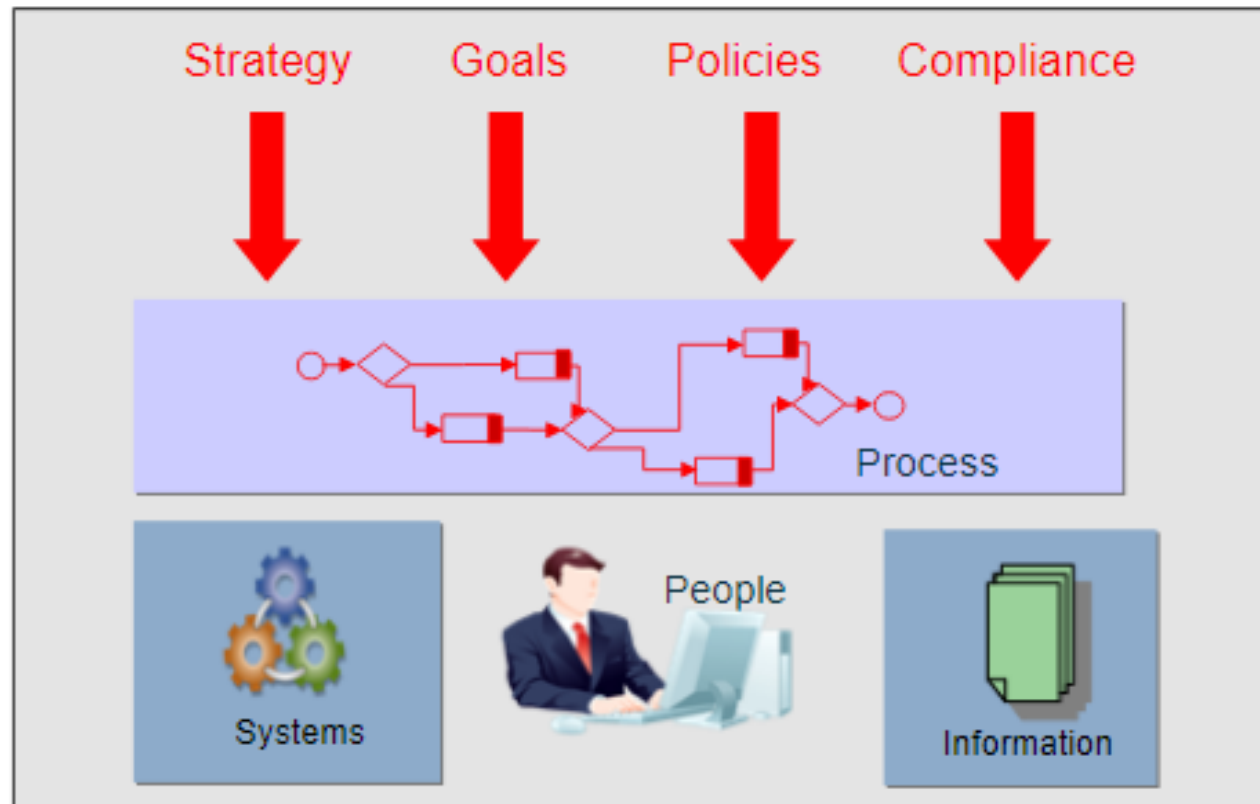 Strategy Goals Policies Compliance
Process
People
Systems
Information